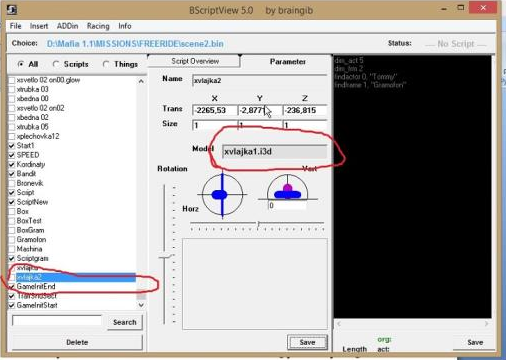 BScriptView 5.0 by braingib
File Insert ADDin Racing Info
Choice: D:\Mafia 1.1\MISSIONS\FREERIDE\scene2.bin Status: --- No Script ---
All Scripts Things
Script Overview Parameter
xsvetlo 02 on00.glow
xtrubka 03
xbedna 00
xsvetlo 02 on02
xbedna 02
xtrubka 05
xplechovka12
Start1
SPEED
Kordinaty
Bandit
Bronevik
Script
ScriptNew
Box
BoxTest
BoxGram
Gramofon
Machina
Scriptgram
xvlajka
xvlajka2
GameInitEnd
GameInitStart
Search
Delete
Name xvlajka2
X Y Z
Trans -2265,53 -2,877 -236,815
Size 1 1 1
Model xvlajka1.i3d
Rotation Vert
Horz
0
Save
dim_act 5
dim_frm 2
findactor 0, "Tommy"
findframe 1, "Gramofon"
org:
Length act:
Save